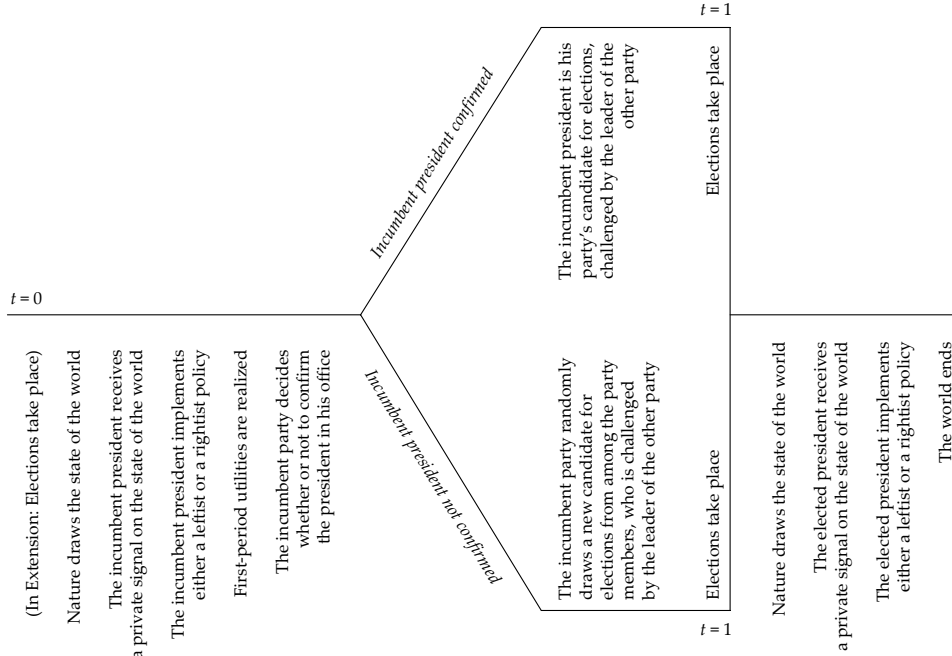 t = 0
(In Extension: Elections take place)
Nature draws the state of the world
The incumbent president receives
a private signal on the state of the world
The incumbent president implements
either a leftist or a rightist policy
First-period utilities are realized
The incumbent party decides
whether or not to confirm
the president in his office
Incumbent president not confirmed
Incumbent president confirmed
t = 1
The incumbent party randomly
draws a new candidate for
elections from among the party
members, who is challenged
by the leader of the other party
Elections take place
t = 1
The incumbent president is his
party’s candidate for elections,
challenged by the leader of the
other party
Elections take place
Nature draws the state of the world
The elected president receives
a private signal on the state of the world
The elected president implements
either a leftist or a rightist policy
The world ends